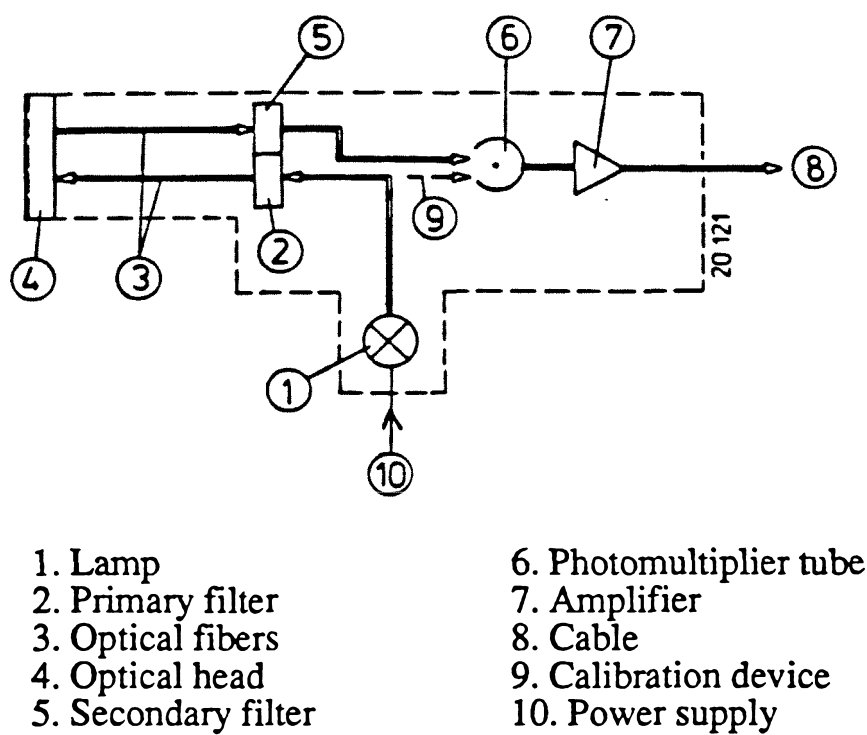 5 6 7
8
9
20 121
4 3 2
1
10
1. Lamp
2. Primary filter
3. Optical fibers
4. Optical head
5. Secondary filter
6. Photomultiplier tube
7. Amplifier
8. Cable
9. Calibration device
10. Power supply